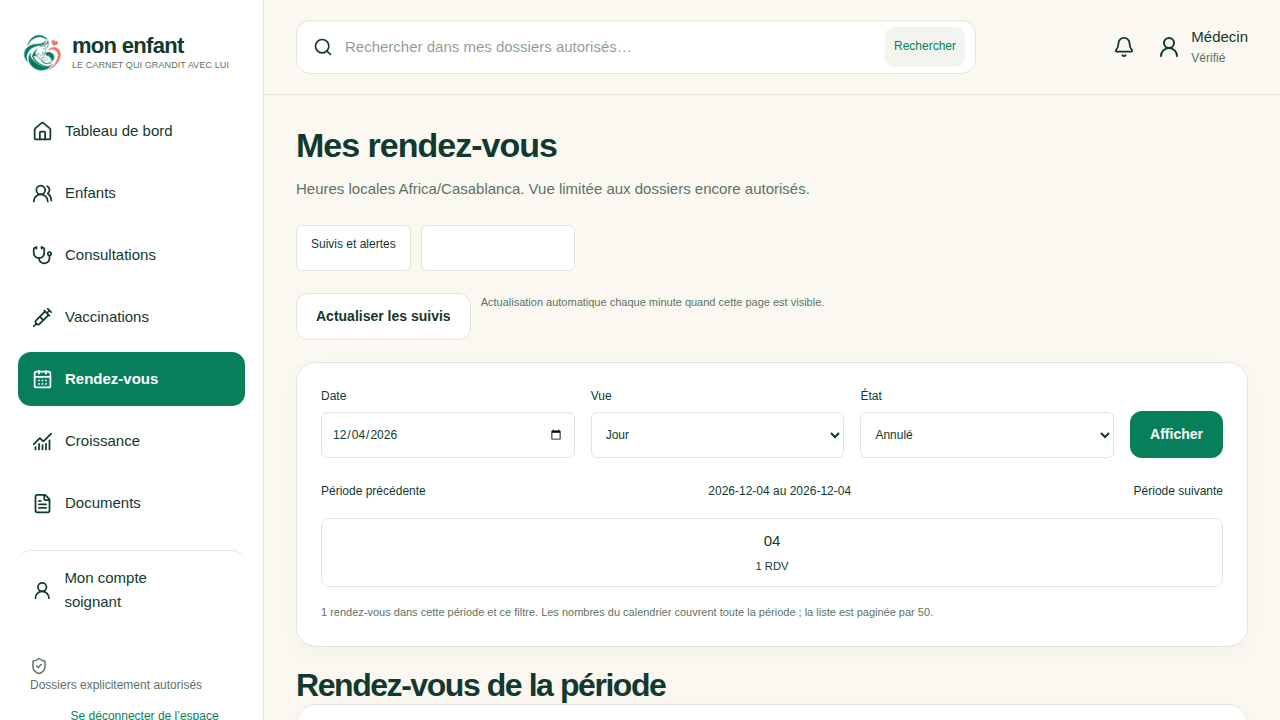 mon enfant
LE CARNET QUI GRANDIT AVEC LUI
Tableau de bord
Enfants
Consultations
Vaccinations
Rendez-vous
Croissance
Documents
Mon compte
soignant
Dossiers explicitement autorisés
Se déconnecter de l’espace
Rechercher dans mes dossiers autorisés…
Rechercher
Médecin
Vérifié
Mes rendez-vous
Heures locales Africa/Casablanca. Vue limitée aux dossiers encore autorisés.
Suivis et alertes
Actualiser les suivis
Actualisation automatique chaque minute quand cette page est visible.
Date
Vue
État
12/04/2026
Jour
Annulé
Afficher
Période précédente
2026-12-04 au 2026-12-04
Période suivante
04
1 RDV
1 rendez-vous dans cette période et ce filtre. Les nombres du calendrier couvrent toute la période ; la liste est paginée par 50.
Rendez-vous de la période